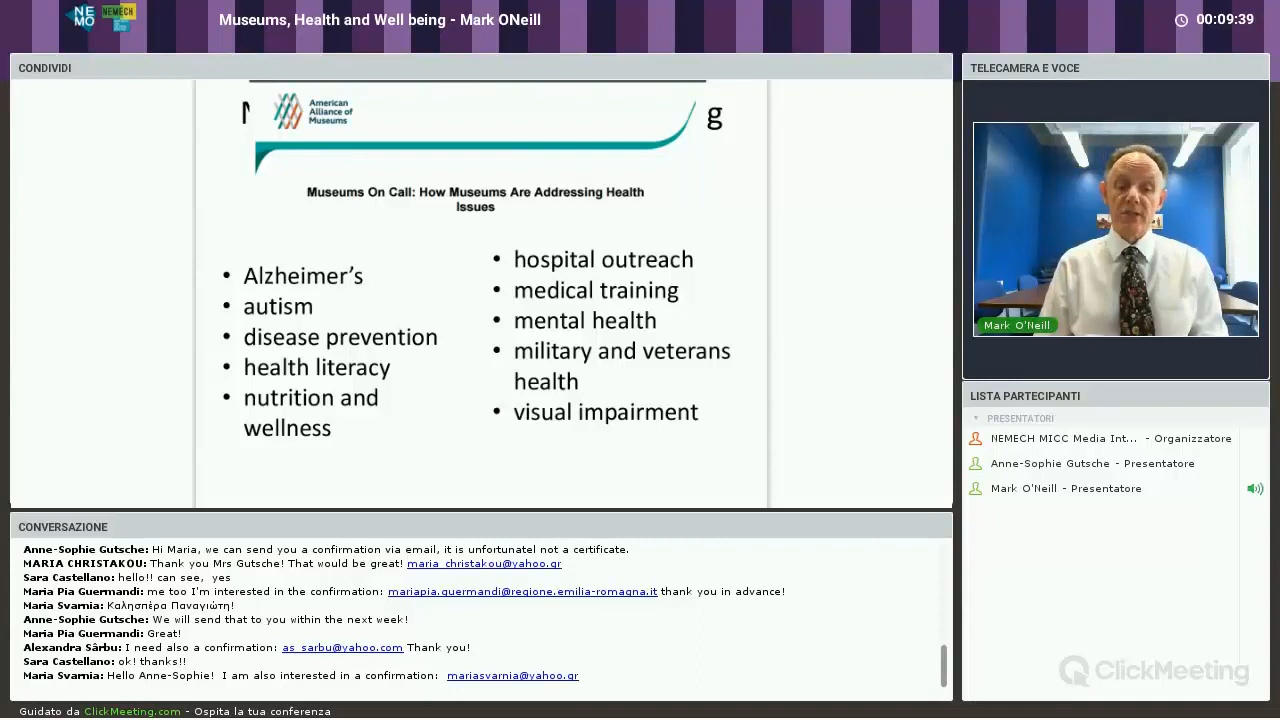 NEMO
NEMECH
Museums, Health and Well being - Mark ONeill
00:09:39
CONDIVIDI
American
Alliance of
Museums
g
Museums On Call: How Museums Are Addressing Health
Issues
• Alzheimer’s
• autism
• disease prevention
• health literacy
• nutrition and
wellness
• hospital outreach
• medical training
• mental health
• military and veterans
health
• visual impairment
TELECAMERA E VOCE
Mark O'Neill
LISTA PARTECIPANTI
PRESENTATORI
NEMECH MICC Media Int... - Organizzatore
Anne-Sophie Gutsche - Presentatore
Mark O'Neill - Presentatore
CONVERSAZIONE
Anne-Sophie Gutsche: Hi Maria, we can send you a confirmation via email, it is unfortunatel not a certificate.
MARIA CHRISTAKOU: Thank you Mrs Gutsche! That would be great! maria_christakou@yahoo.gr
Sara Castellano: hello!! can see, yes
Maria Pia Guermandi: me too I'm interested in the confirmation: mariapia.guermandi@regione.emilia-romagna.it thank you in advance!
Maria Svarnia: Καλησπέρα Παναγιώτη!
Anne-Sophie Gutsche: We will send that to you within the next week!
Maria Pia Guermandi: Great!
Alexandra Sârbu: I need also a confirmation: as_sarbu@yahoo.com Thank you!
Sara Castellano: ok! thanks!!
Maria Svarnia: Hello Anne-Sophie! I am also interested in a confirmation: mariasvarnia@yahoo.gr
ClickMeeting
Guidato da ClickMeeting.com - Ospita la tua conferenza